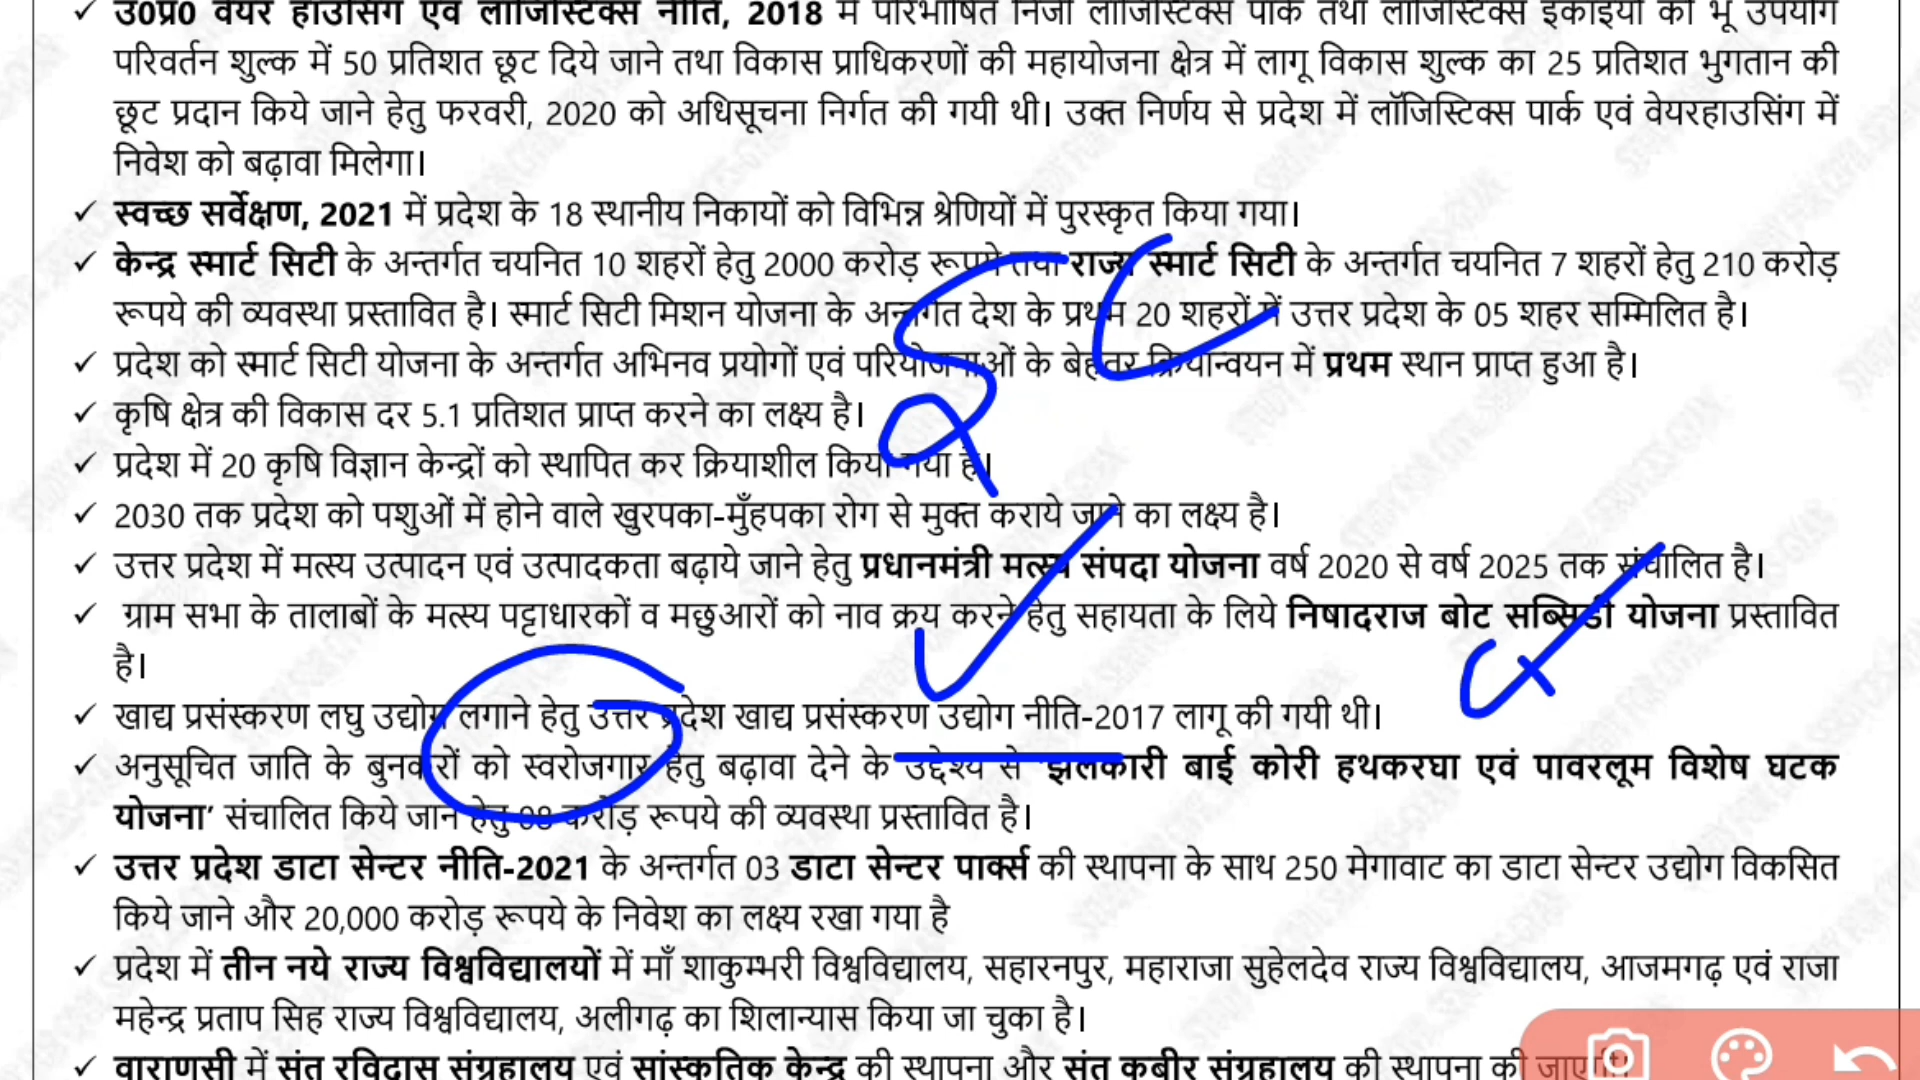 ✓ उ0प्र0 वेयर हाउसिंग एवं लॉजिस्टिक्स नीति, 2018 में परिभाषित निजी लॉजिस्टिक्स पार्क तथा लॉजिस्टिक्स इकाइयों को भू उपयोग
परिवर्तन शुल्क में 50 प्रतिशत छूट दिये जाने तथा विकास प्राधिकरणों की महायोजना क्षेत्र में लागू विकास शुल्क का 25 प्रतिशत भुगतान की
छूट प्रदान किये जाने हेतु फरवरी, 2020 को अधिसूचना निर्गत की गयी थी। उक्त निर्णय से प्रदेश में लॉजिस्टिक्स पार्क एवं वेयरहाउसिंग में
निवेश को बढ़ावा मिलेगा।
✓ स्वच्छ सर्वेक्षण, 2021 में प्रदेश के 18 स्थानीय निकायों को विभिन्न श्रेणियों में पुरस्कृत किया गया।
✓ केन्द्र स्मार्ट सिटी के अन्तर्गत चयनित 10 शहरों हेतु 2000 करोड़ रूपये तथा राज्य स्मार्ट सिटी के अन्तर्गत चयनित 7 शहरों हेतु 210 करोड़
रूपये की व्यवस्था प्रस्तावित है। स्मार्ट सिटी मिशन योजना के अन्तर्गत देश के प्रथम 20 शहरों में उत्तर प्रदेश के 05 शहर सम्मिलित है।
✓ प्रदेश को स्मार्ट सिटी योजना के अन्तर्गत अभिनव प्रयोगों एवं परियोजनाओं के बेहतर क्रियान्वयन में प्रथम स्थान प्राप्त हुआ है।
✓ कृषि क्षेत्र की विकास दर 5.1 प्रतिशत प्राप्त करने का लक्ष्य है।
✓ प्रदेश में 20 कृषि विज्ञान केन्द्रों को स्थापित कर क्रियाशील किया गया है।
✓ 2030 तक प्रदेश को पशुओं में होने वाले खुरपका-मुँहपका रोग से मुक्त कराये जाने का लक्ष्य है।
✓ उत्तर प्रदेश में मत्स्य उत्पादन एवं उत्पादकता बढ़ाये जाने हेतु प्रधानमंत्री मत्स्य संपदा योजना वर्ष 2020 से वर्ष 2025 तक संचालित है।
✓ ग्राम सभा के तालाबों के मत्स्य पट्टाधारकों व मछुआरों को नाव क्रय करने हेतु सहायता के लिये निषादराज बोट सब्सिडी योजना प्रस्तावित
है।
✓ खाद्य प्रसंस्करण लघु उद्योग लगाने हेतु उत्तर प्रदेश खाद्य प्रसंस्करण उद्योग नीति-2017 लागू की गयी थी।
✓ अनुसूचित जाति के बुनकरों को स्वरोजगार हेतु बढ़ावा देने के उद्देश्य से झलकारी बाई कोरी हथकरघा एवं पावरलूम विशेष घटक
योजना’ संचालित किये जाने हेतु 08 करोड़ रूपये की व्यवस्था प्रस्तावित है।
✓ उत्तर प्रदेश डाटा सेन्टर नीति-2021 के अन्तर्गत 03 डाटा सेन्टर पार्क्स की स्थापना के साथ 250 मेगावाट का डाटा सेन्टर उद्योग विकसित
किये जाने और 20,000 करोड़ रूपये के निवेश का लक्ष्य रखा गया है
✓ प्रदेश में तीन नये राज्य विश्वविद्यालयों में माँ शाकुम्भरी विश्वविद्यालय, सहारनपुर, महाराजा सुहेलदेव राज्य विश्वविद्यालय, आजमगढ़ एवं राजा
महेन्द्र प्रताप सिह राज्य विश्वविद्यालय, अलीगढ़ का शिलान्यास किया जा चुका है।
✓ वाराणसी में संत रविदास संग्रहालय एवं सांस्कृतिक केन्द्र की स्थापना और संत कबीर संग्रहालय की स्थापना की जाएगी।